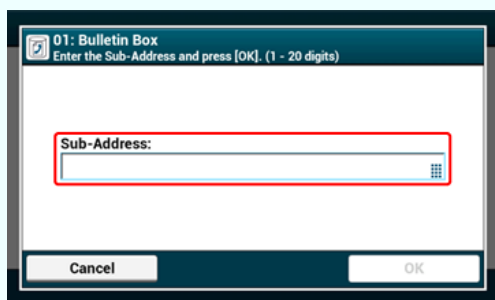 01: Bulletin Box
Enter the Sub-Address and press [OK]. (1 - 20 digits)
Sub-Address:
Cancel
OK